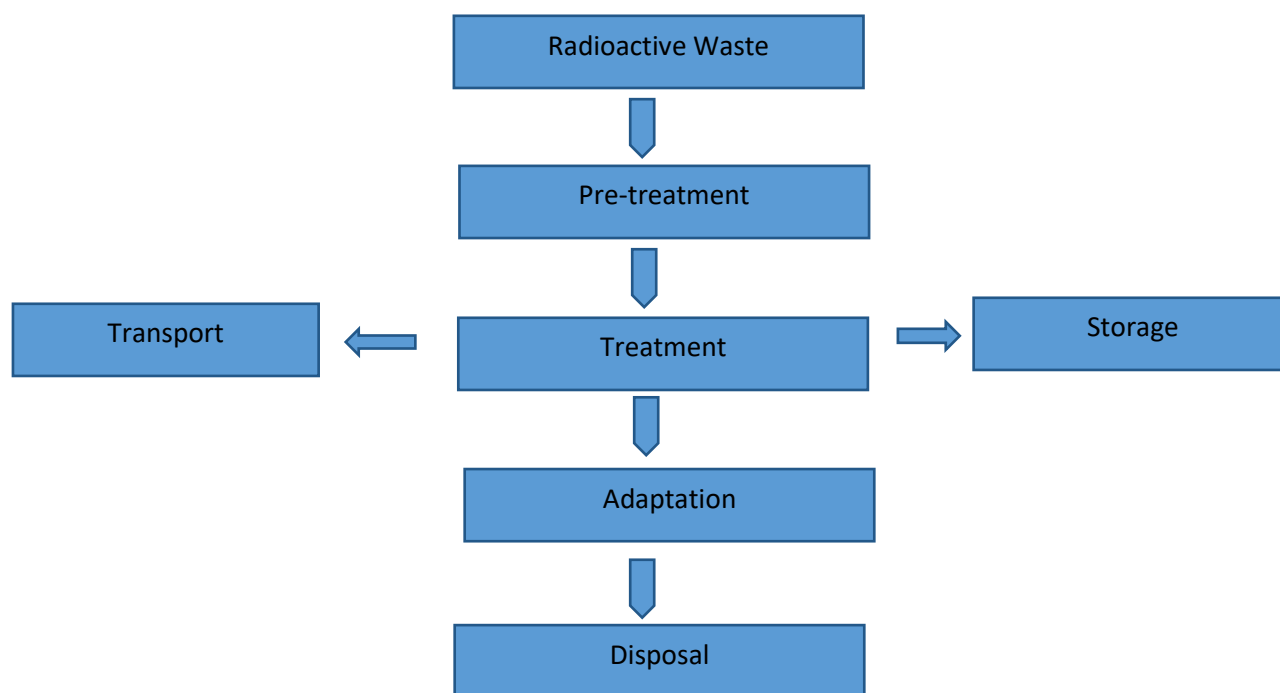 Radioactive Waste
Pre-treatment
Transport
Treatment
Storage
Adaptation
Disposal